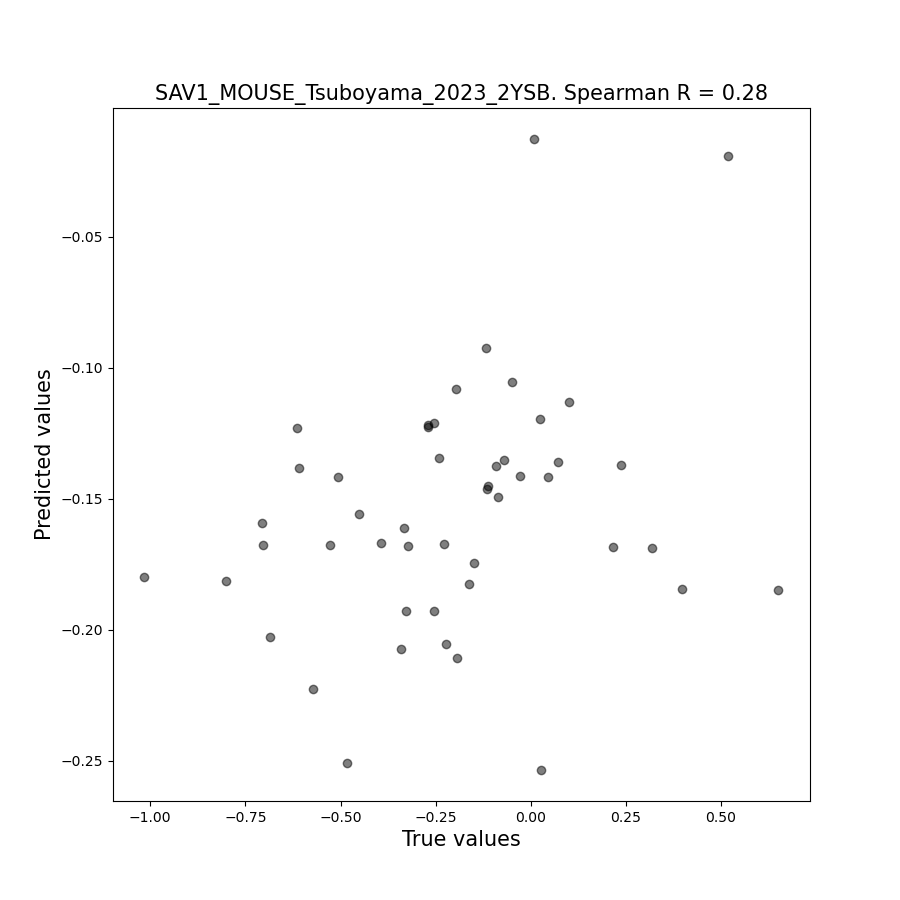 SAV1_MOUSE_Tsuboyama_2023_2YSB. Spearman R = 0.28
−0.05
−0.10
−0.15
−0.20
−0.25
Predicted values
−1.00 −0.75 −0.50 −0.25 0.00 0.25 0.50
True values